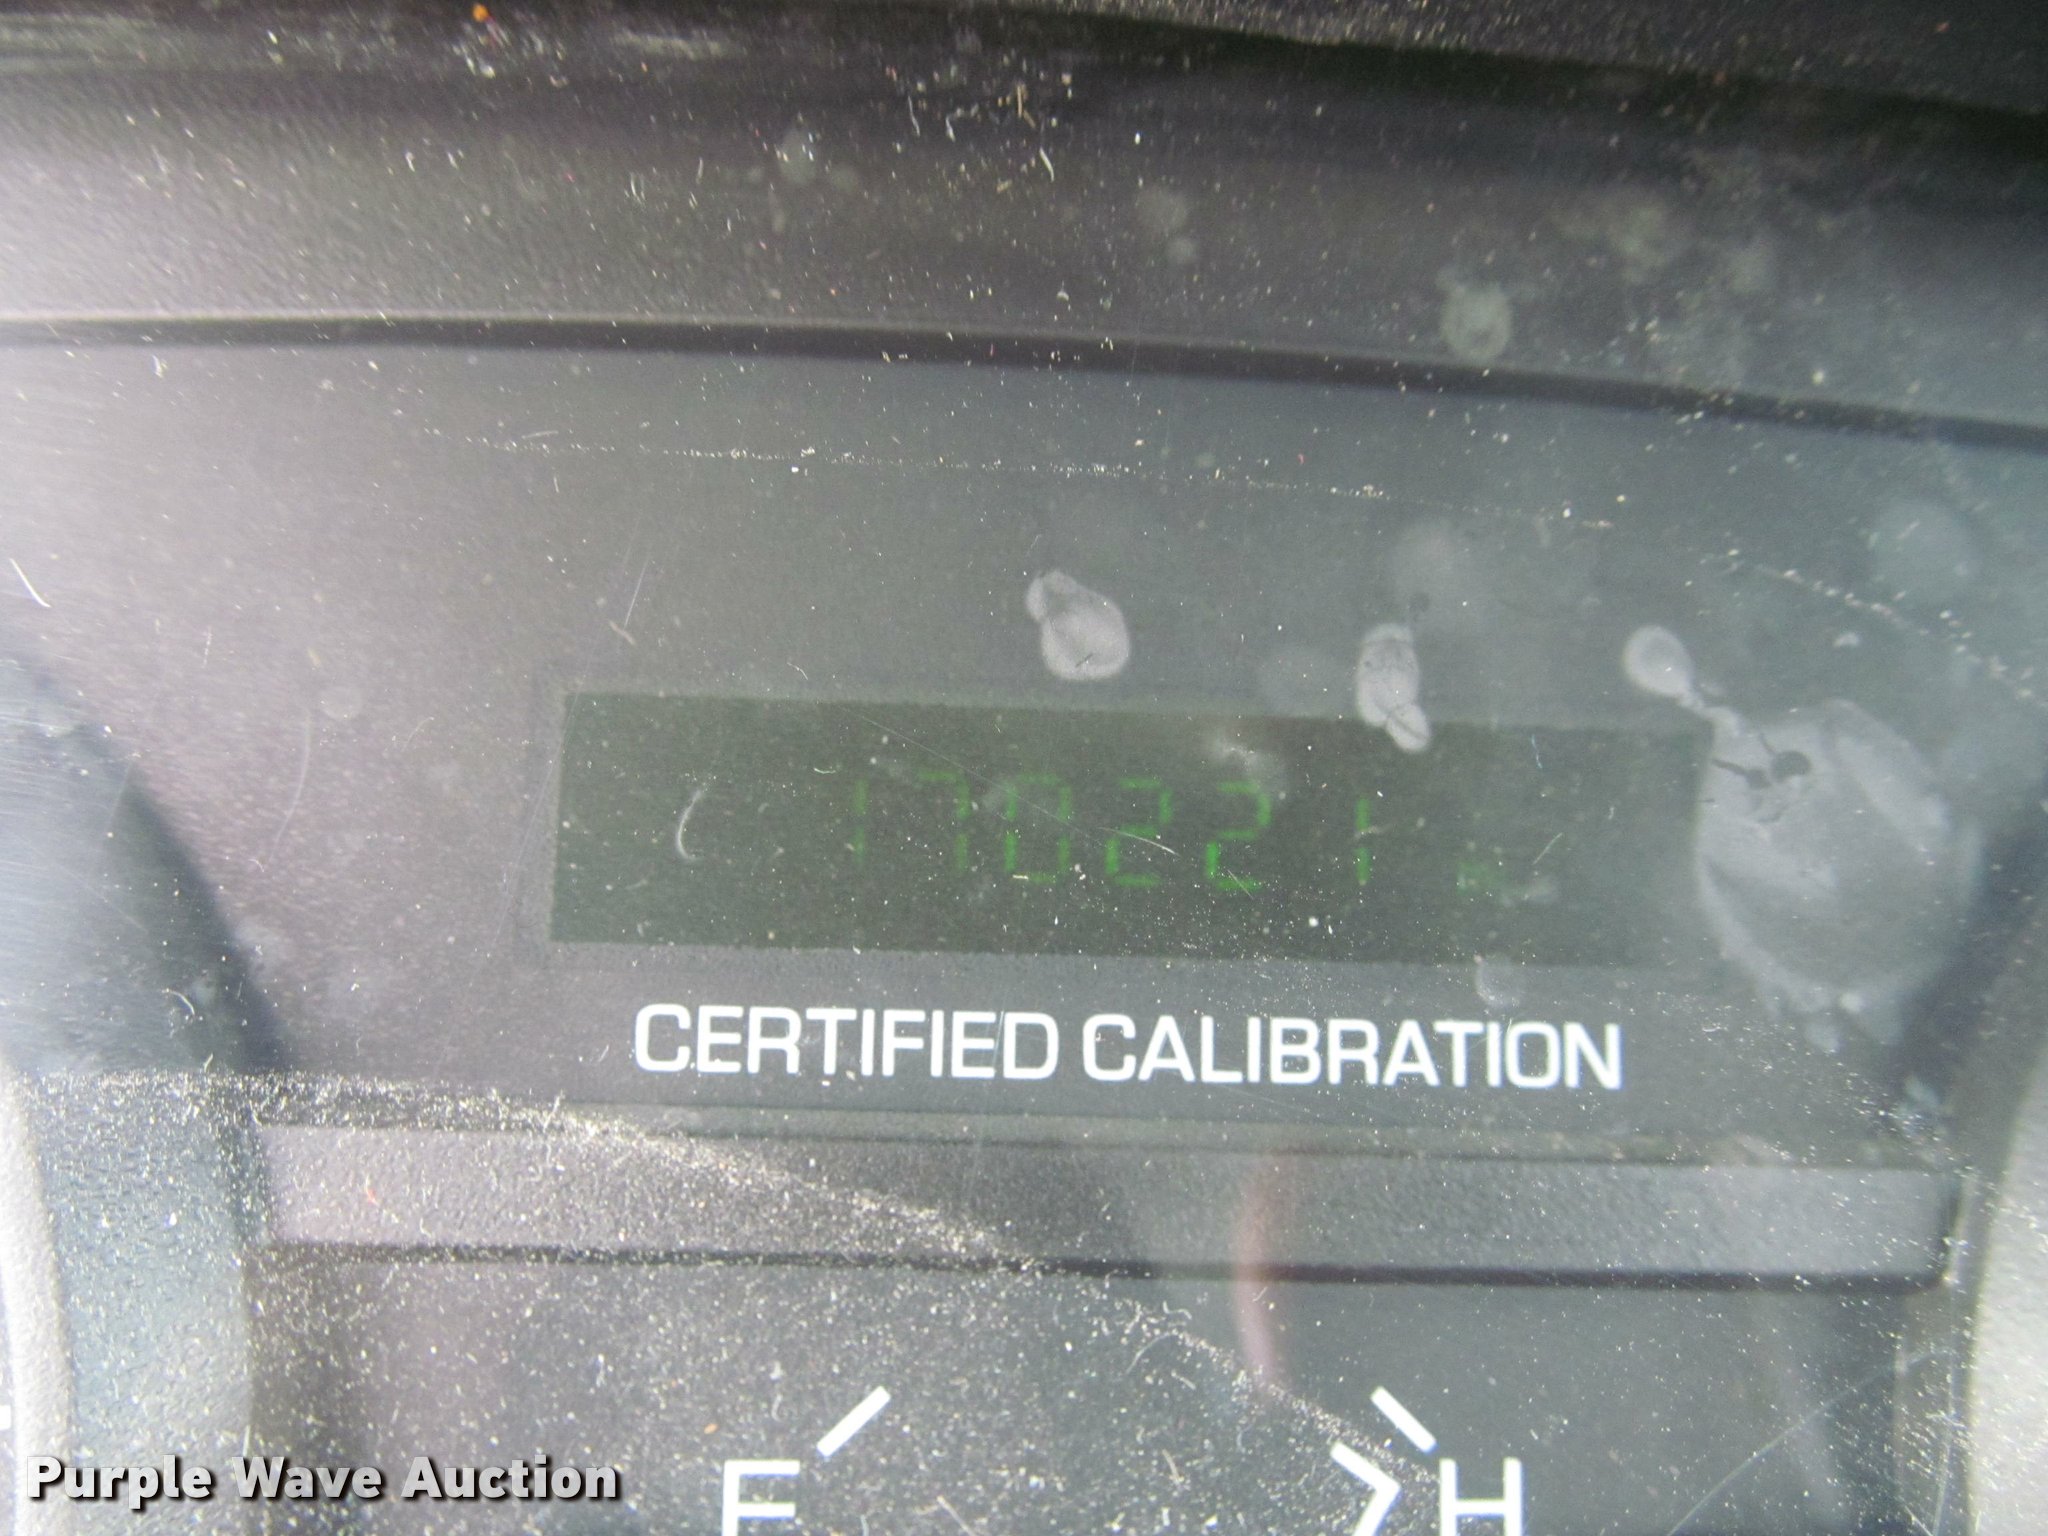 170221
CERTIFIED CALIBRATION
F H
Purple Wave Auction